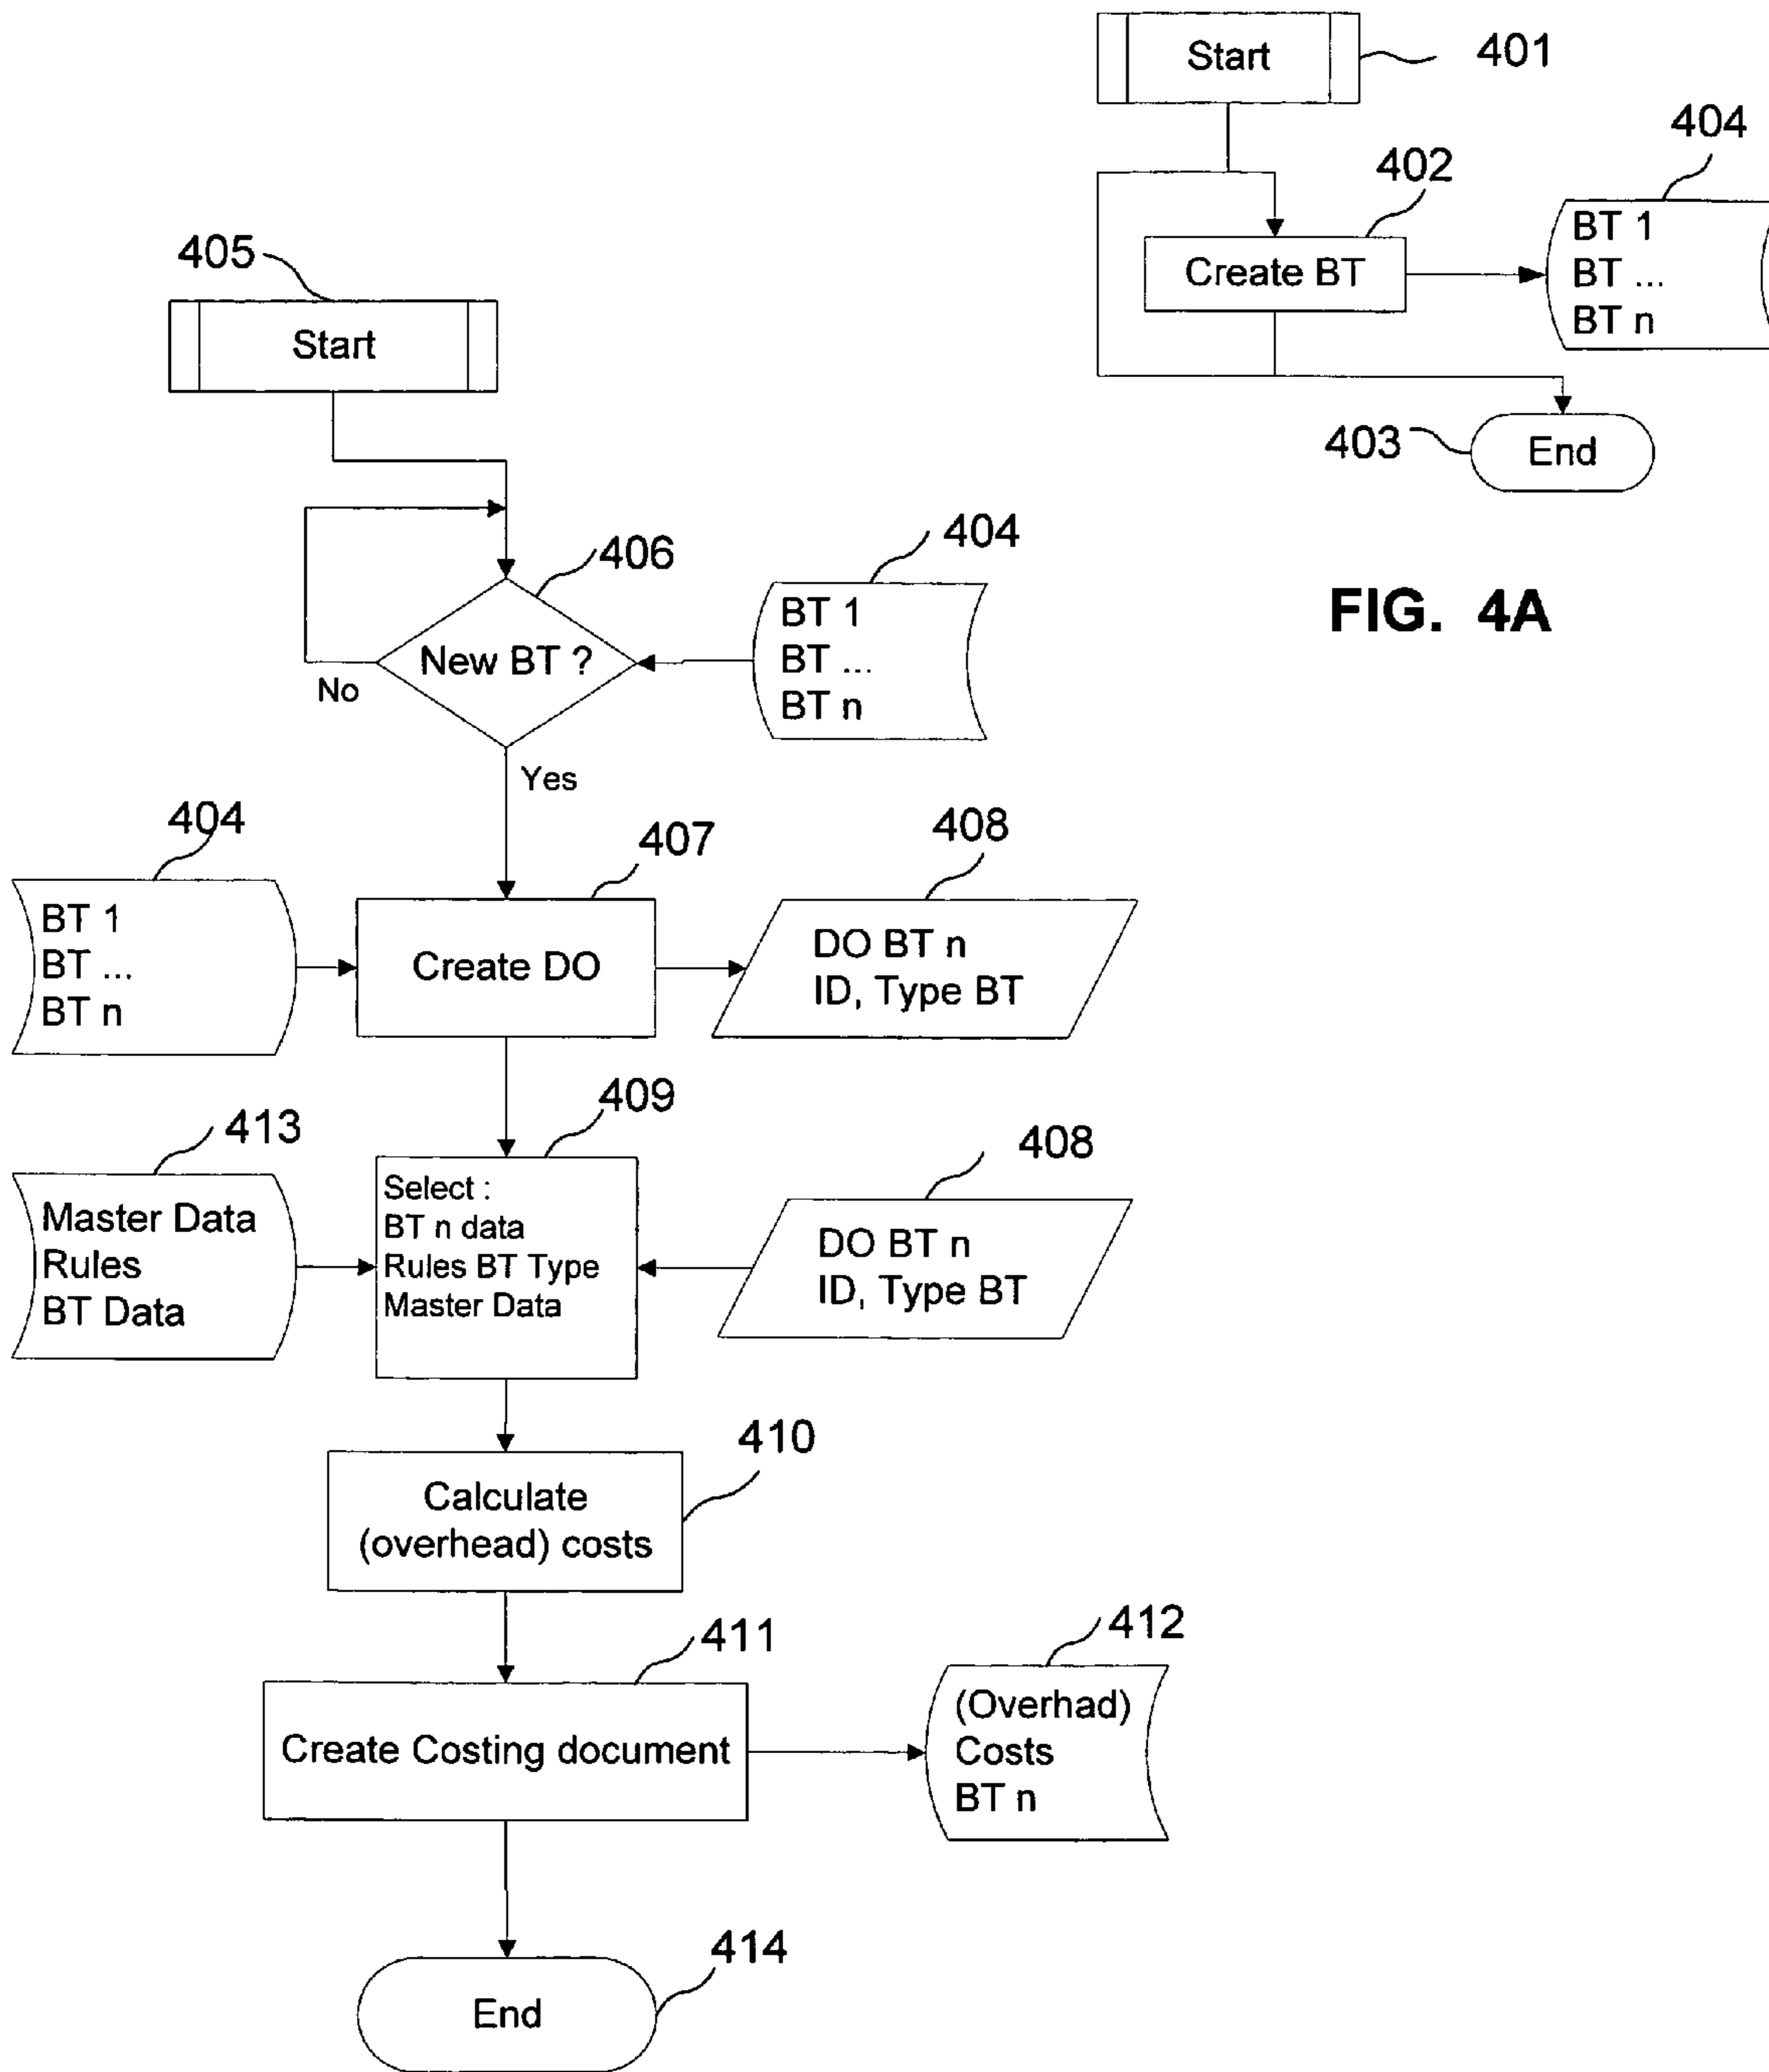 Start
401
404
402
BT 1
BT ...
BT n
Create BT
405
Start
403
End
406
404
FIG. 4A
New BT ?
BT 1
BT ...
BT n
No
Yes
404
407
408
BT 1
BT ...
BT n
Create DO
DO BT n
ID, Type BT
413
409
408
Master Data
Rules
BT Data
Select :
BT n data
Rules BT Type
Master Data
DO BT n
ID, Type BT
410
Calculate
(overhead) costs
411
412
Create Costing document
(Overhad)
Costs
BT n
414
End